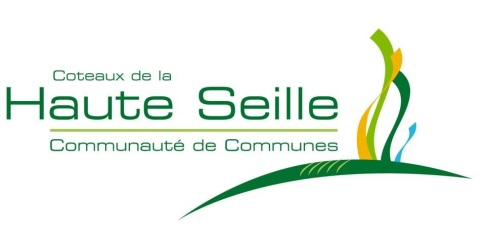 Coteaux de la
Haute Seille
Communauté de Communes